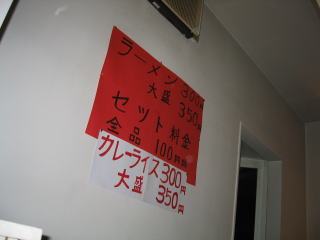 ラーメン 300円
大盛 350円
セット料金
全品 100円
カレーライス 300円
大盛 350円